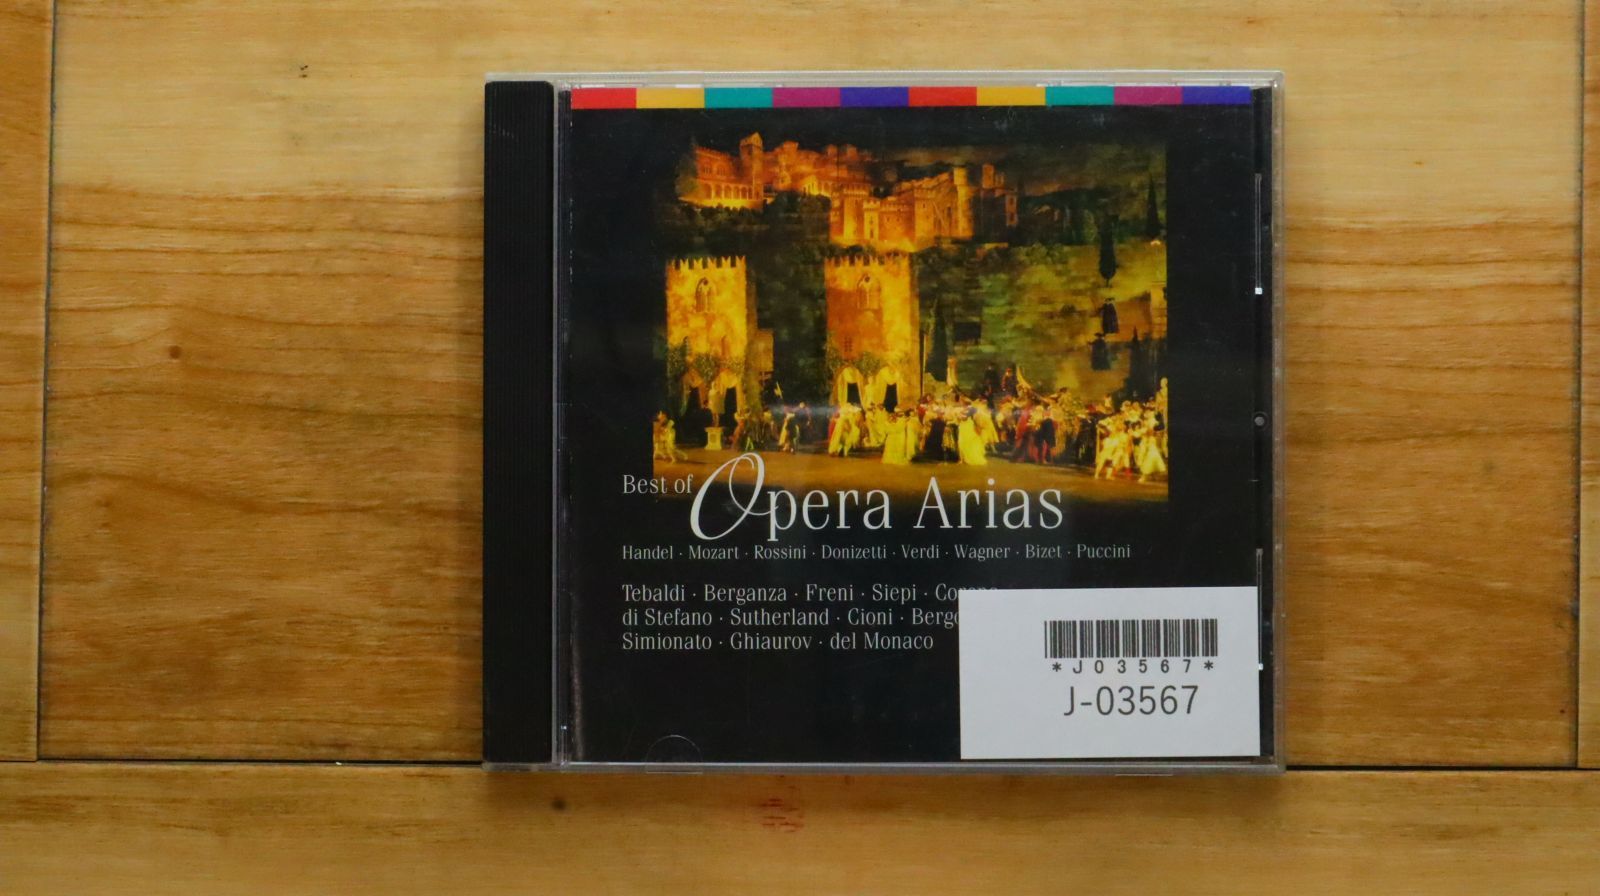 Best of Opera Arias
Handel · Mozart · Rossini · Donizetti · Verdi · Wagner · Bizet · Puccini
Tebaldi · Berganza · Freni · Siepi ·
di Stefano · Sutherland · Cioni ·
Simionato · Ghiaurov · del Monaco
*J03567*
J-03567